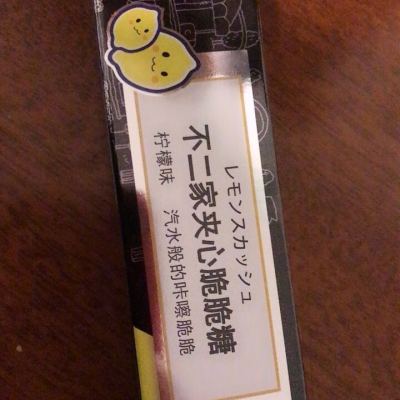 レモンスカッシュ
不二家夹心脆脆糖
柠檬味 汽水般的咔嚓脆脆